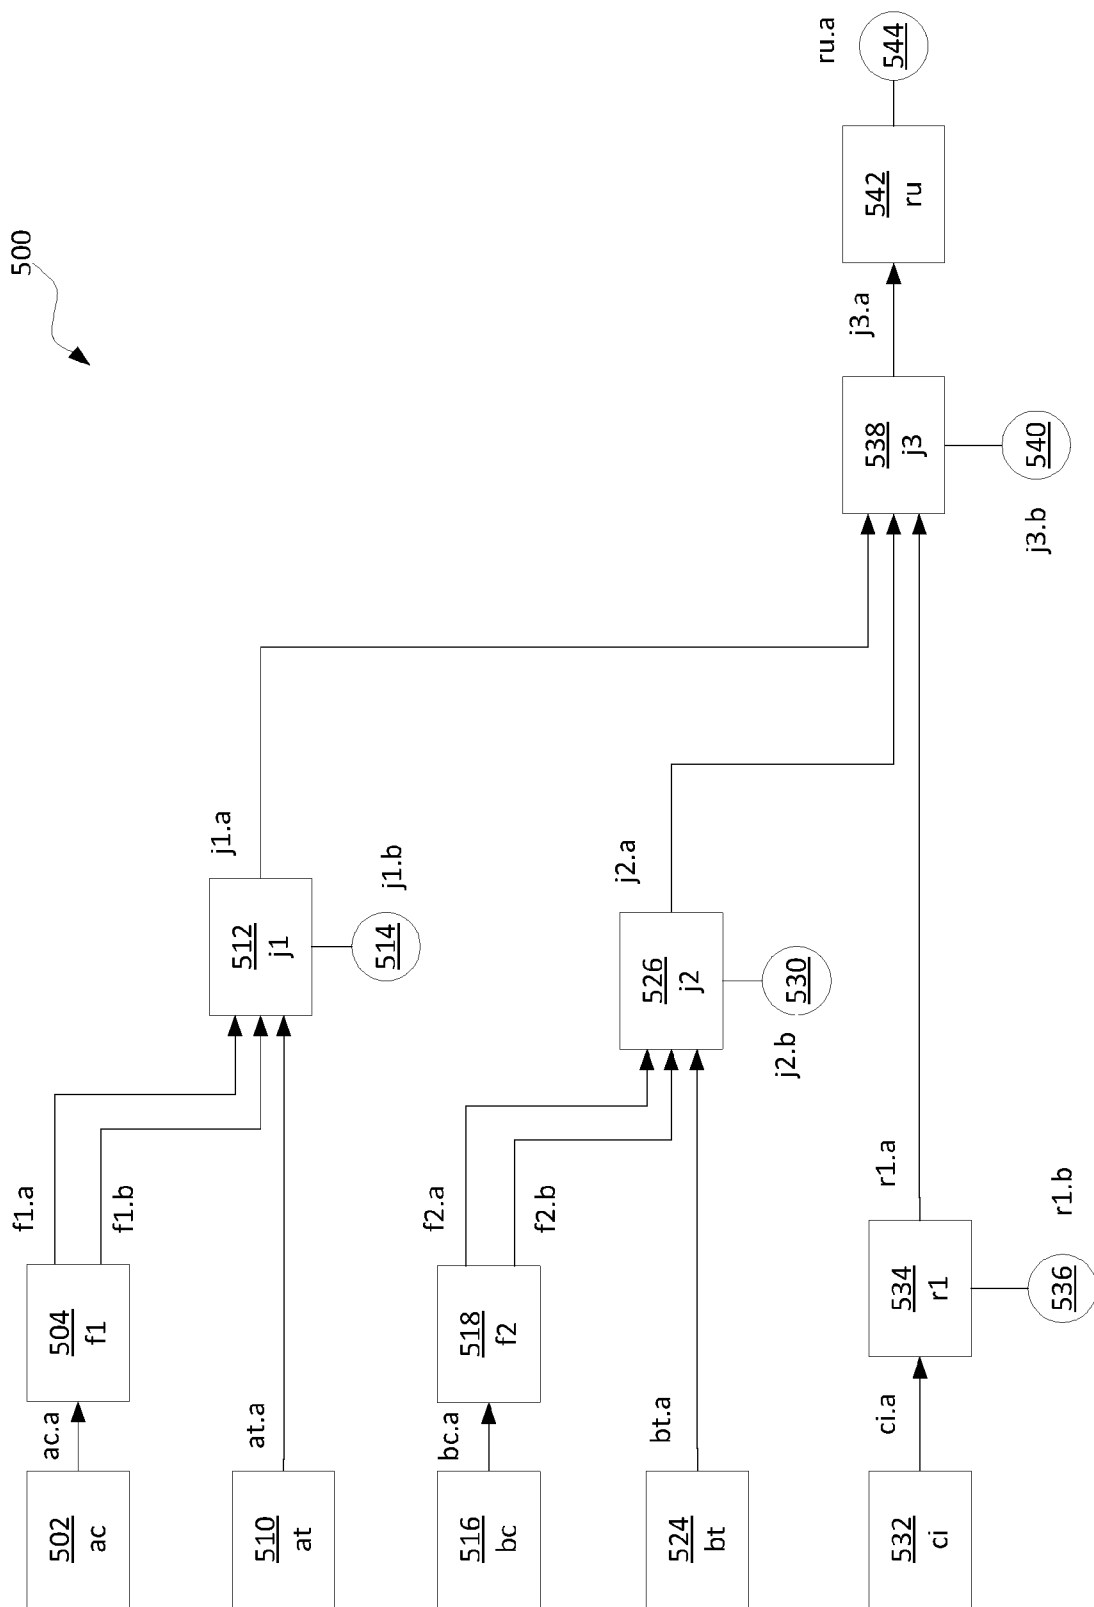 500
502
ac
ac.a
504
f1
f1.a
f1.b
510
at
at.a
512
j1
j1.a
514
j1.b
516
bc
bc.a
518
f2
f2.a
f2.b
524
bt
bt.a
526
j2
j2.a
530
j2.b
532
ci
ci.a
534
r1
r1.a
536
r1.b
538
j3
j3.a
540
j3.b
542
ru
ru.a
544